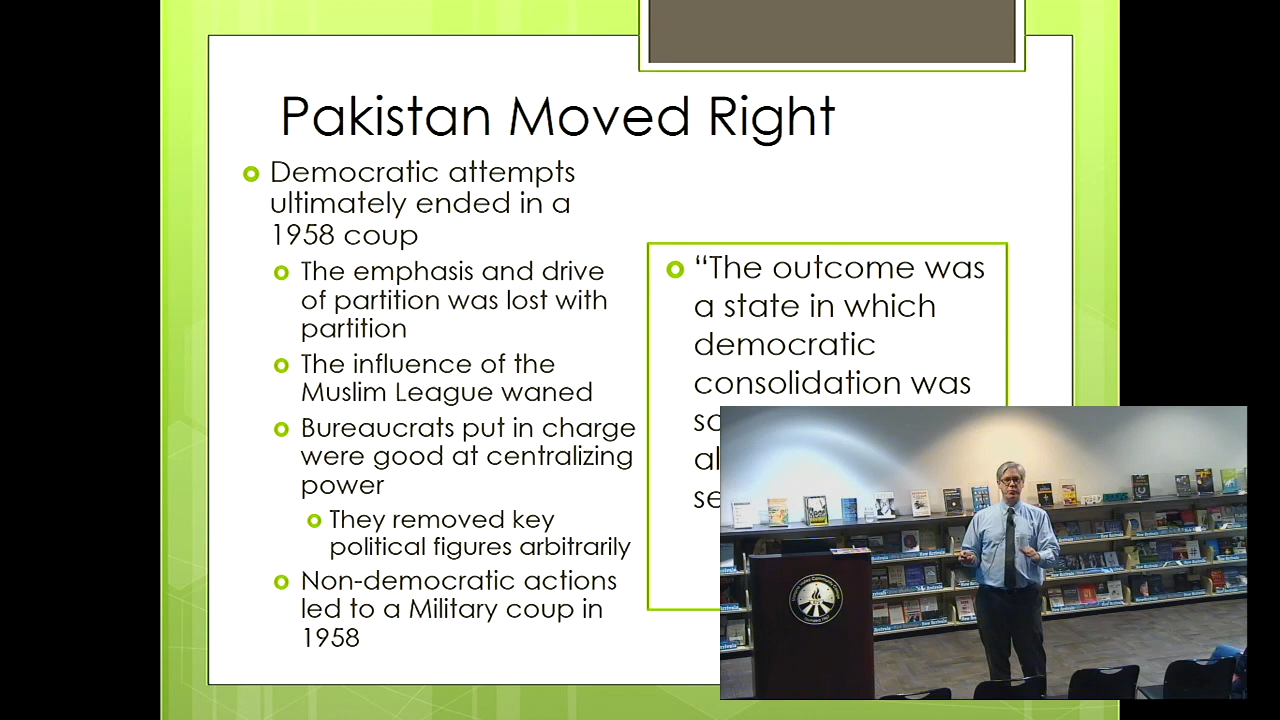 Pakistan Moved Right
Democratic attempts
ultimately ended in a
1958 coup
The emphasis and drive
of partition was lost with
partition
The influence of the
Muslim League waned
Bureaucrats put in charge
were good at centralizing
power
They removed key
political figures arbitrarily
Non-democratic actions
led to a Military coup in
1958
“The outcome was
a state in which
democratic
consolidation was